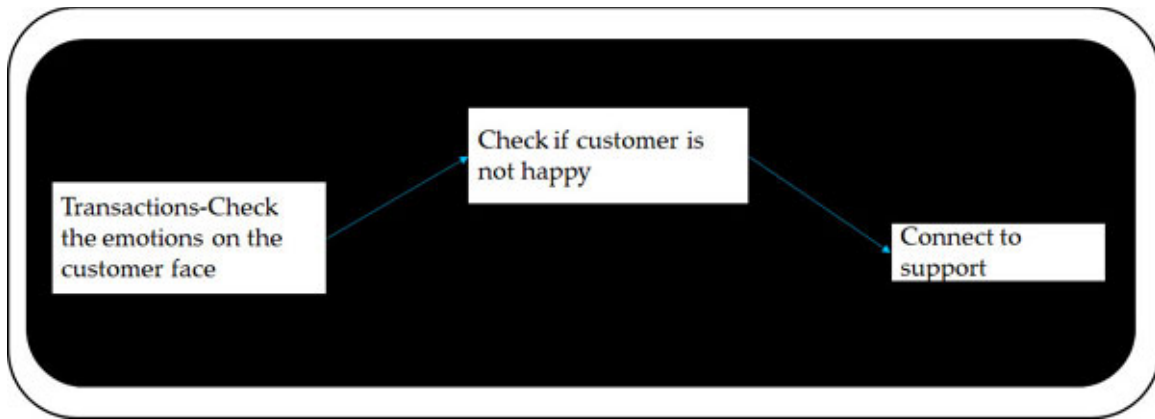 Transactions-Check
the emotions on the
customer face
Check if customer is
not happy
Connect to
support